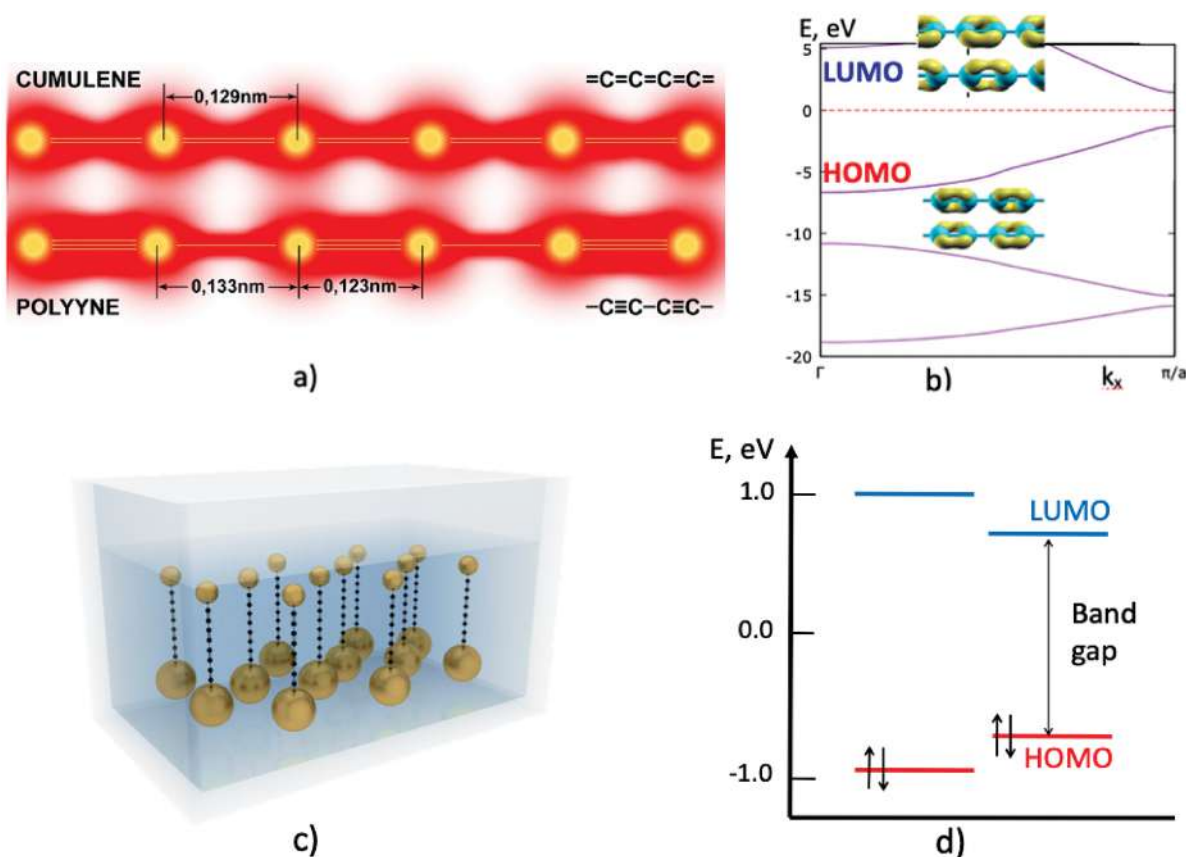 CUMULENE
=C=C=C=C=
0,129nm
0,133nm
0,123nm
POLYYNE
–C≡C–C≡C–
a)
E, eV
5
LUMO
0
HOMO
-5
-10
-15
-20
Γ
b)
kx
π/a
c)
E, eV
1.0
LUMO
0.0
Band
gap
-1.0
HOMO
d)